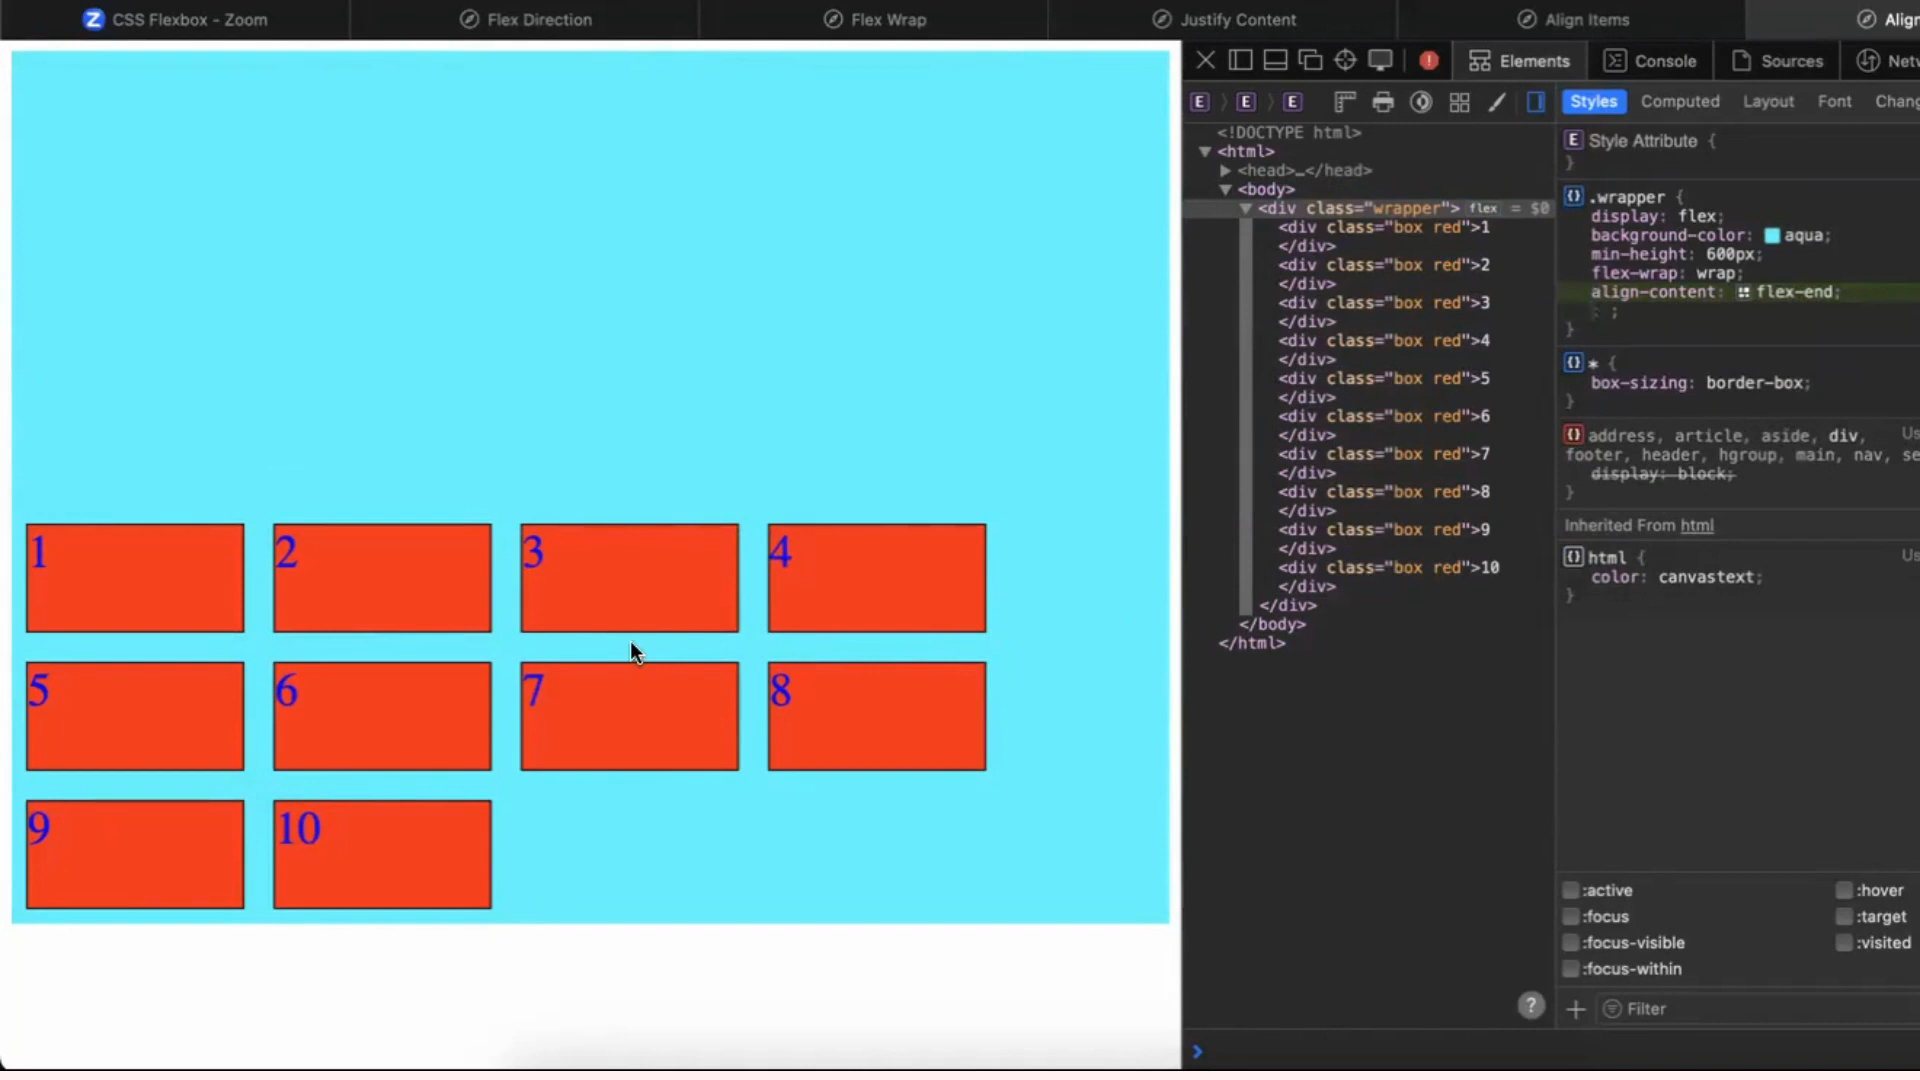 CSS Flexbox - Zoom
Flex Direction
Flex Wrap
Justify Content
Align Items
Align
1
2
3
4
5
6
7
8
9
10
Elements
Console
Sources
Netw
E
E
E
Styles
Computed
Layout
Font
Chang
<!DOCTYPE html>
<html>
<head>…</head>
<body>
<div class="wrapper"> flex = $0
<div class="box red">1
</div>
<div class="box red">2
</div>
<div class="box red">3
</div>
<div class="box red">4
</div>
<div class="box red">5
</div>
<div class="box red">6
</div>
<div class="box red">7
</div>
<div class="box red">8
</div>
<div class="box red">9
</div>
<div class="box red">10
</div>
</div>
</body>
</html>
E Style Attribute {
}
.wrapper {
display: flex;
background-color: aqua;
min-height: 600px;
flex-wrap: wrap;
align-content: flex-end;
: ;
}
* {
box-sizing: border-box;
}
address, article, aside, div, Us
footer, header, hgroup, main, nav, se
display: block;
}
Inherited From html
html { Us
color: canvastext;
}
:active
:hover
:focus
:target
:focus-visible
:visited
:focus-within
?
+
Filter
>